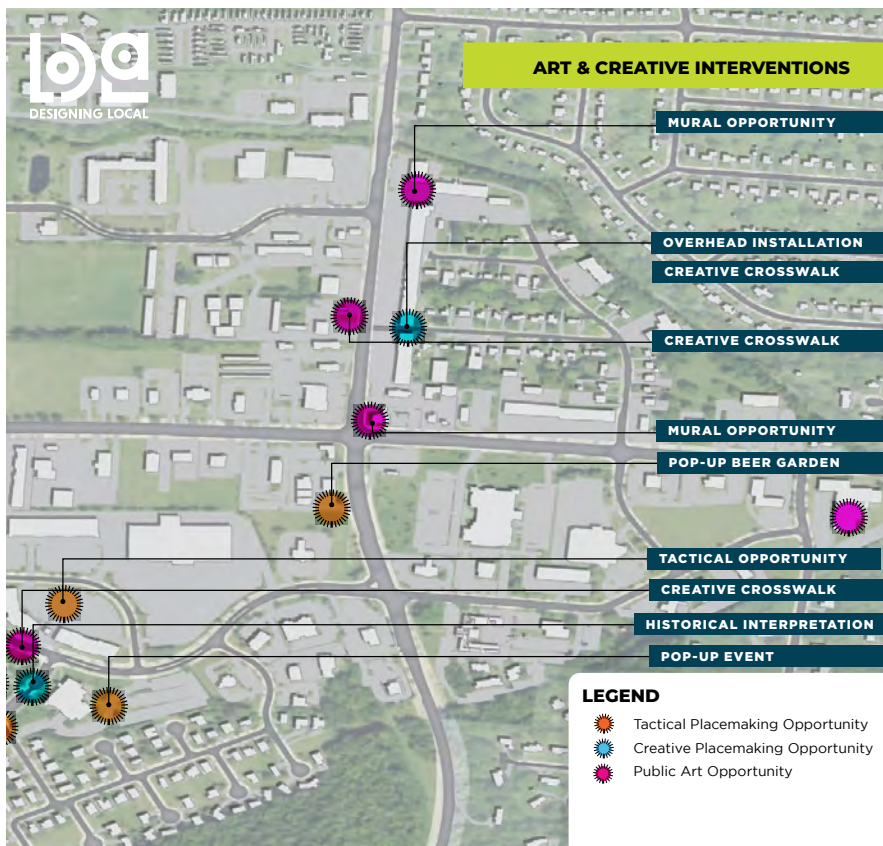 DESIGNING LOCAL
ART & CREATIVE INTERVENTIONS
MURAL OPPORTUNITY
OVERHEAD INSTALLATION
CREATIVE CROSSWALK
CREATIVE CROSSWALK
MURAL OPPORTUNITY
POP-UP BEER GARDEN
TACTICAL OPPORTUNITY
CREATIVE CROSSWALK
HISTORICAL INTERPRETATION
POP-UP EVENT
LEGEND
Tactical Placemaking Opportunity
Creative Placemaking Opportunity
Public Art Opportunity